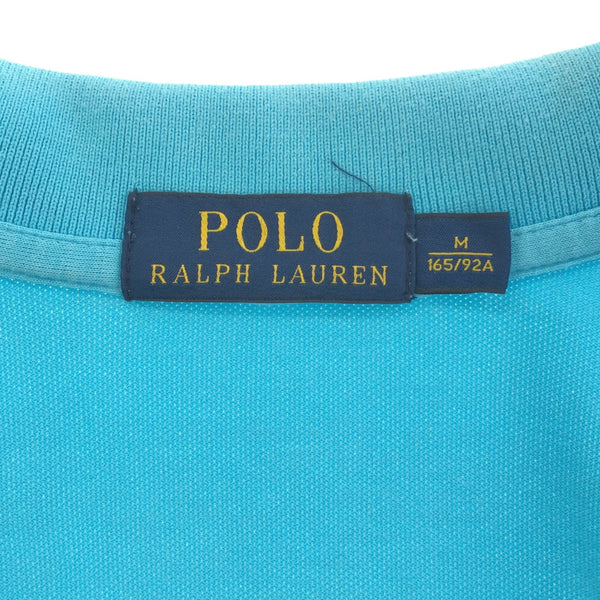 POLO
RALPH LAUREN
M
165/92A